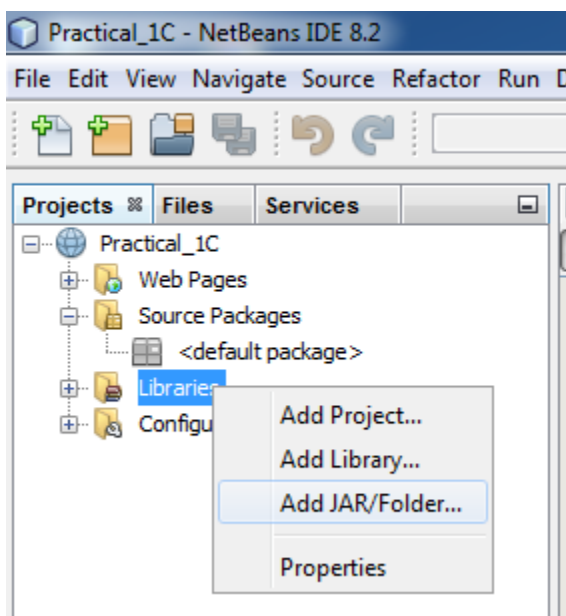 Practical_1C - NetBeans IDE 8.2
File Edit View Navigate Source Refactor Run
Projects Files Services
Practical_1C
Web Pages
Source Packages
<default package>
Libraries
Configu
Add Project...
Add Library...
Add JAR/Folder...
Properties